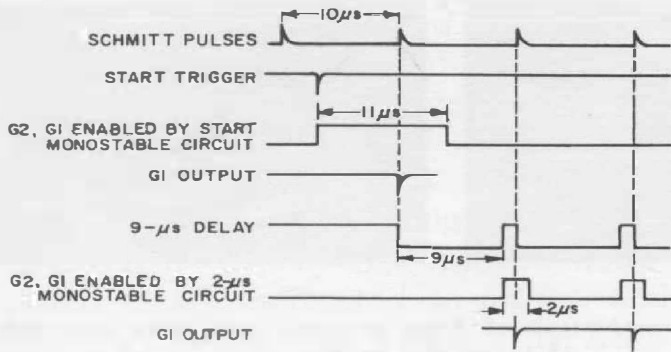 10μs
SCHMITT PULSES
START TRIGGER
11μs
G2, G1 ENABLED BY START
MONOSTABLE CIRCUIT
G1 OUTPUT
9-μs DELAY
9μs
G2, G1 ENABLED BY 2-μs
MONOSTABLE CIRCUIT
2μs
G1 OUTPUT